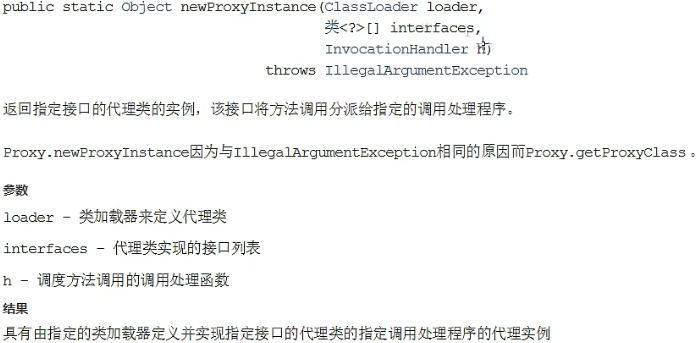 public static Object newProxyInstance(ClassLoader loader,
类<?>[] interfaces,
InvocationHandler h)
throws IllegalArgumentException
返回指定接口的代理类的实例，该接口将方法调用分派给指定的调用处理程序。
Proxy.newProxyInstance因为与IllegalArgumentException相同的原因而Proxy.getProxyClass。
参数
loader – 类加载器来定义代理类
interfaces – 代理类实现的接口列表
h – 调度方法调用的调用处理函数
结果
具有由指定的类加载器定义并实现指定接口的代理类的指定调用处理程序的代理实例